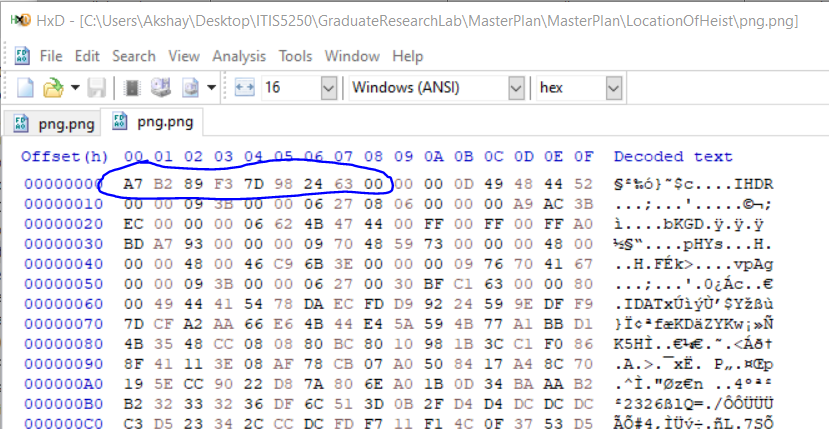 HxD - [C:\Users\Akshay\Desktop\ITIS5250\GraduateResearchLab\MasterPlan\MasterPlan\LocationOfHeist\png.png]
File Edit Search View Analysis Tools Window Help
16 Windows (ANSI) hex
png.png png.png
Offset(h) 00 01 02 03 04 05 06 07 08 09 0A 0B 0C 0D 0E 0F Decoded text
00000000 A7 B2 89 F3 7D 98 24 63 00 00 00 0D 49 48 44 52 §²‰ó}˜$c....IHDR
00000010 00 00 09 3B 00 00 06 27 08 06 00 00 00 A9 AC 3B ...;...'.....©¬;
00000020 EC 00 00 00 06 62 4B 47 44 00 FF 00 FF 00 FF A0 ì....bKGD.ÿ.ÿ.ÿ
00000030 BD A7 93 00 00 00 09 70 48 59 73 00 00 00 48 00 ½§“....pHYs...H.
00000040 00 00 48 00 46 C9 6B 3E 00 00 00 09 76 70 41 67 ..H.FÉk>....vpAg
00000050 00 00 09 3B 00 00 06 27 00 30 BF C1 63 00 00 80 ...;...'.0¿Ác..€
00000060 00 49 44 41 54 78 DA EC FD D9 92 24 59 9E DF F9 .IDATxÚìýÙ’$Yžßù
00000070 7D CF A2 AA 66 E6 4B 44 E4 5A 59 4B 77 A1 BB D1 }Ï¢ªfæKDäZYKw¡»Ñ
00000080 4B 35 48 CC 08 08 80 BC 80 10 98 1B 3C C1 F0 86 K5HÌ..€¼€.˜.<Áð†
00000090 8F 41 11 3E 08 AF 78 CB 07 A0 50 84 17 A4 8C 70 .A.>.¯xË. P„.¤Œp
000000A0 19 5E CC 90 22 D8 7A 80 6E A0 1B 0D 34 BA AA B2 .^Ì."Øz€n ..4ºª²
000000B0 B2 32 33 32 36 DF 6C 51 3D 0B 2F D4 D4 DC DC DC ²2326ßlQ=./ÔÔÜÜÜ
000000C0 C3 D5 23 34 2C CC DC FD F7 11 F1 4C 0F 37 53 D5 ÃÕ#4,ÌÜý÷.ñL.7SÕ